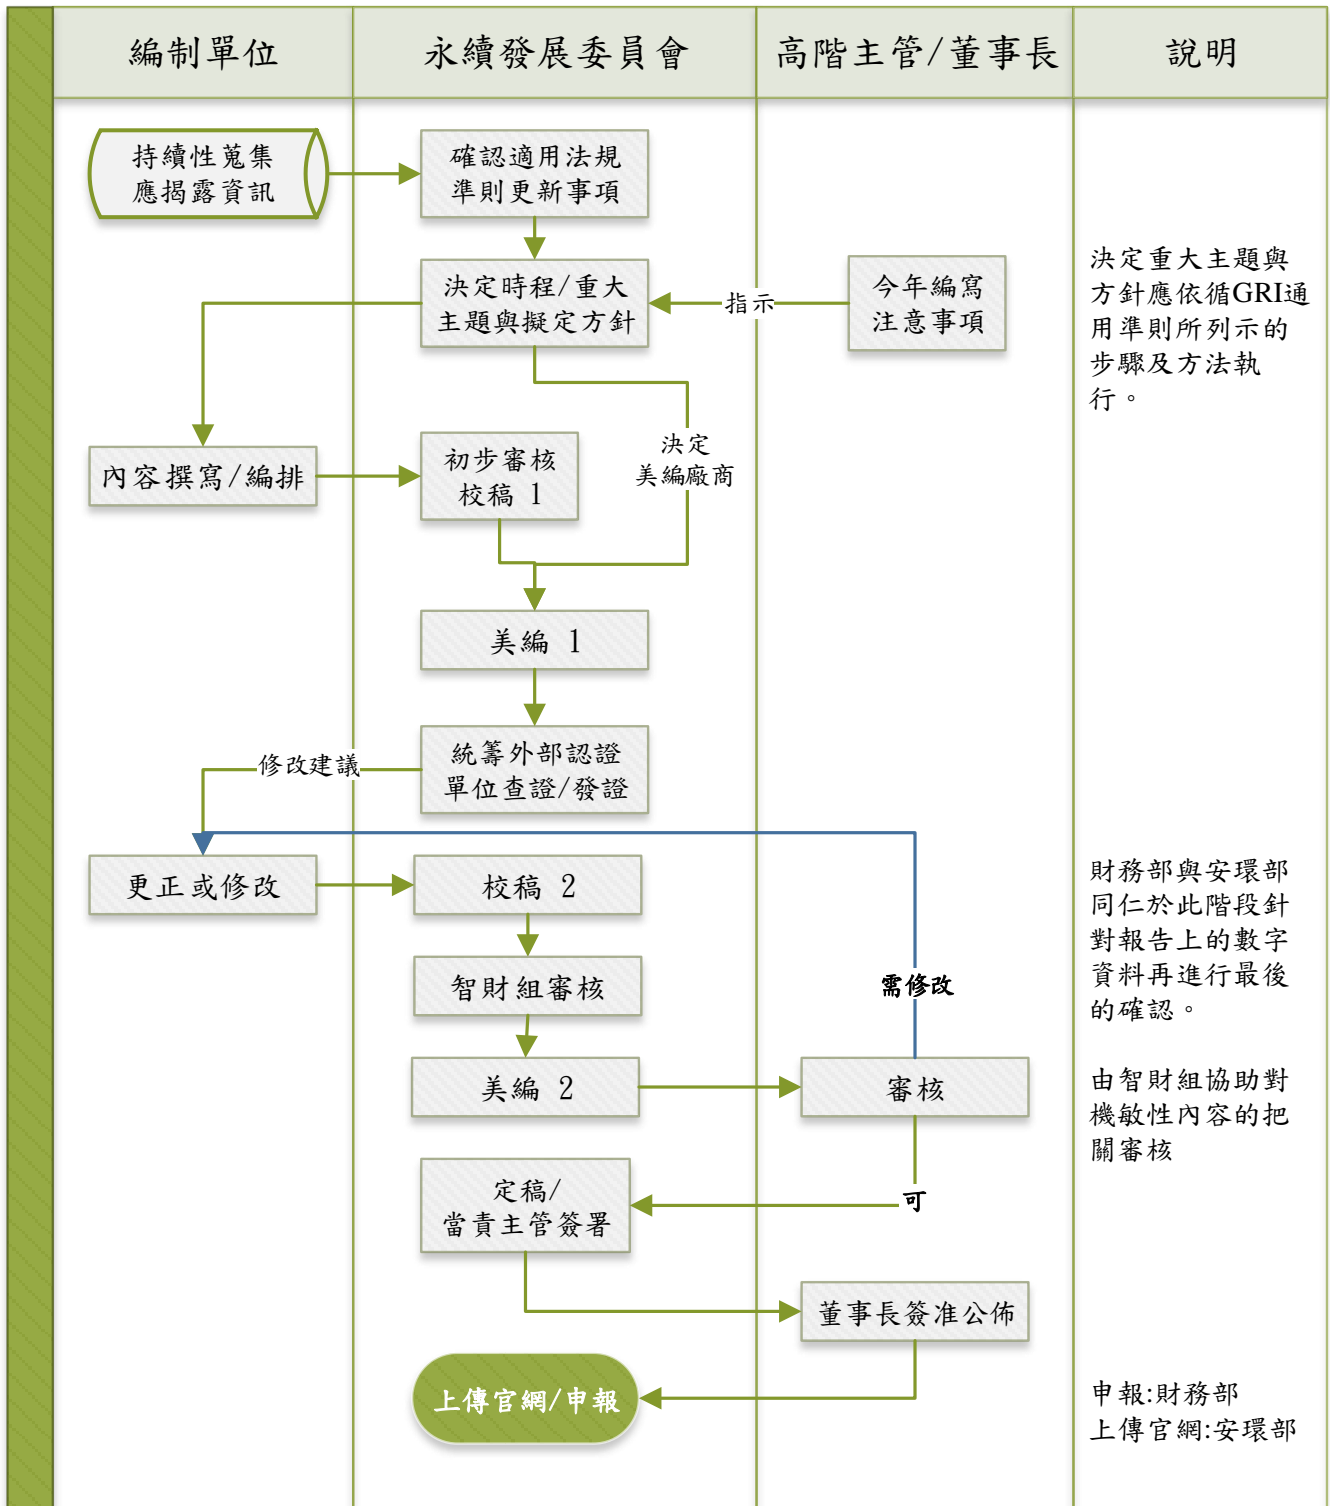 編制單位
永續發展委員會
高階主管/董事長
說明
持續性蒐集
應揭露資訊
確認適用法規
準則更新事項
決定時程/重大
主題與擬定方針
指示
今年編寫
注意事項
決定重大主題與
方針應依循GRI通
用準則所列示的
步驟及方法執
行。
內容撰寫/編排
初步審核
校稿 1
決定
美編廠商
美編 1
統籌外部認證
單位查證/發證
修改建議
更正或修改
校稿 2
智財組審核
美編 2
需修改
審核
財務部與安環部
同仁於此階段針
對報告上的數字
資料再進行最後
的確認。
由智財組協助對
機敏性內容的把
關審核
定稿/
當責主管簽署
可
董事長簽准公佈
上傳官網/申報
申報:財務部
上傳官網:安環部